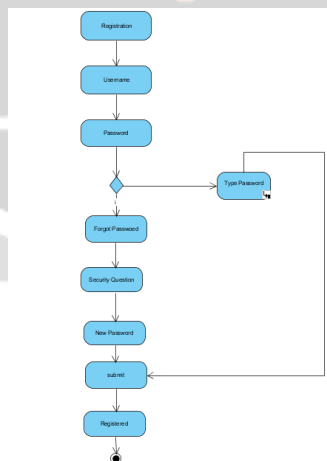 Registration
Username
Password
Type Password
Forgot Password
Security Question
New Password
submit
Registered